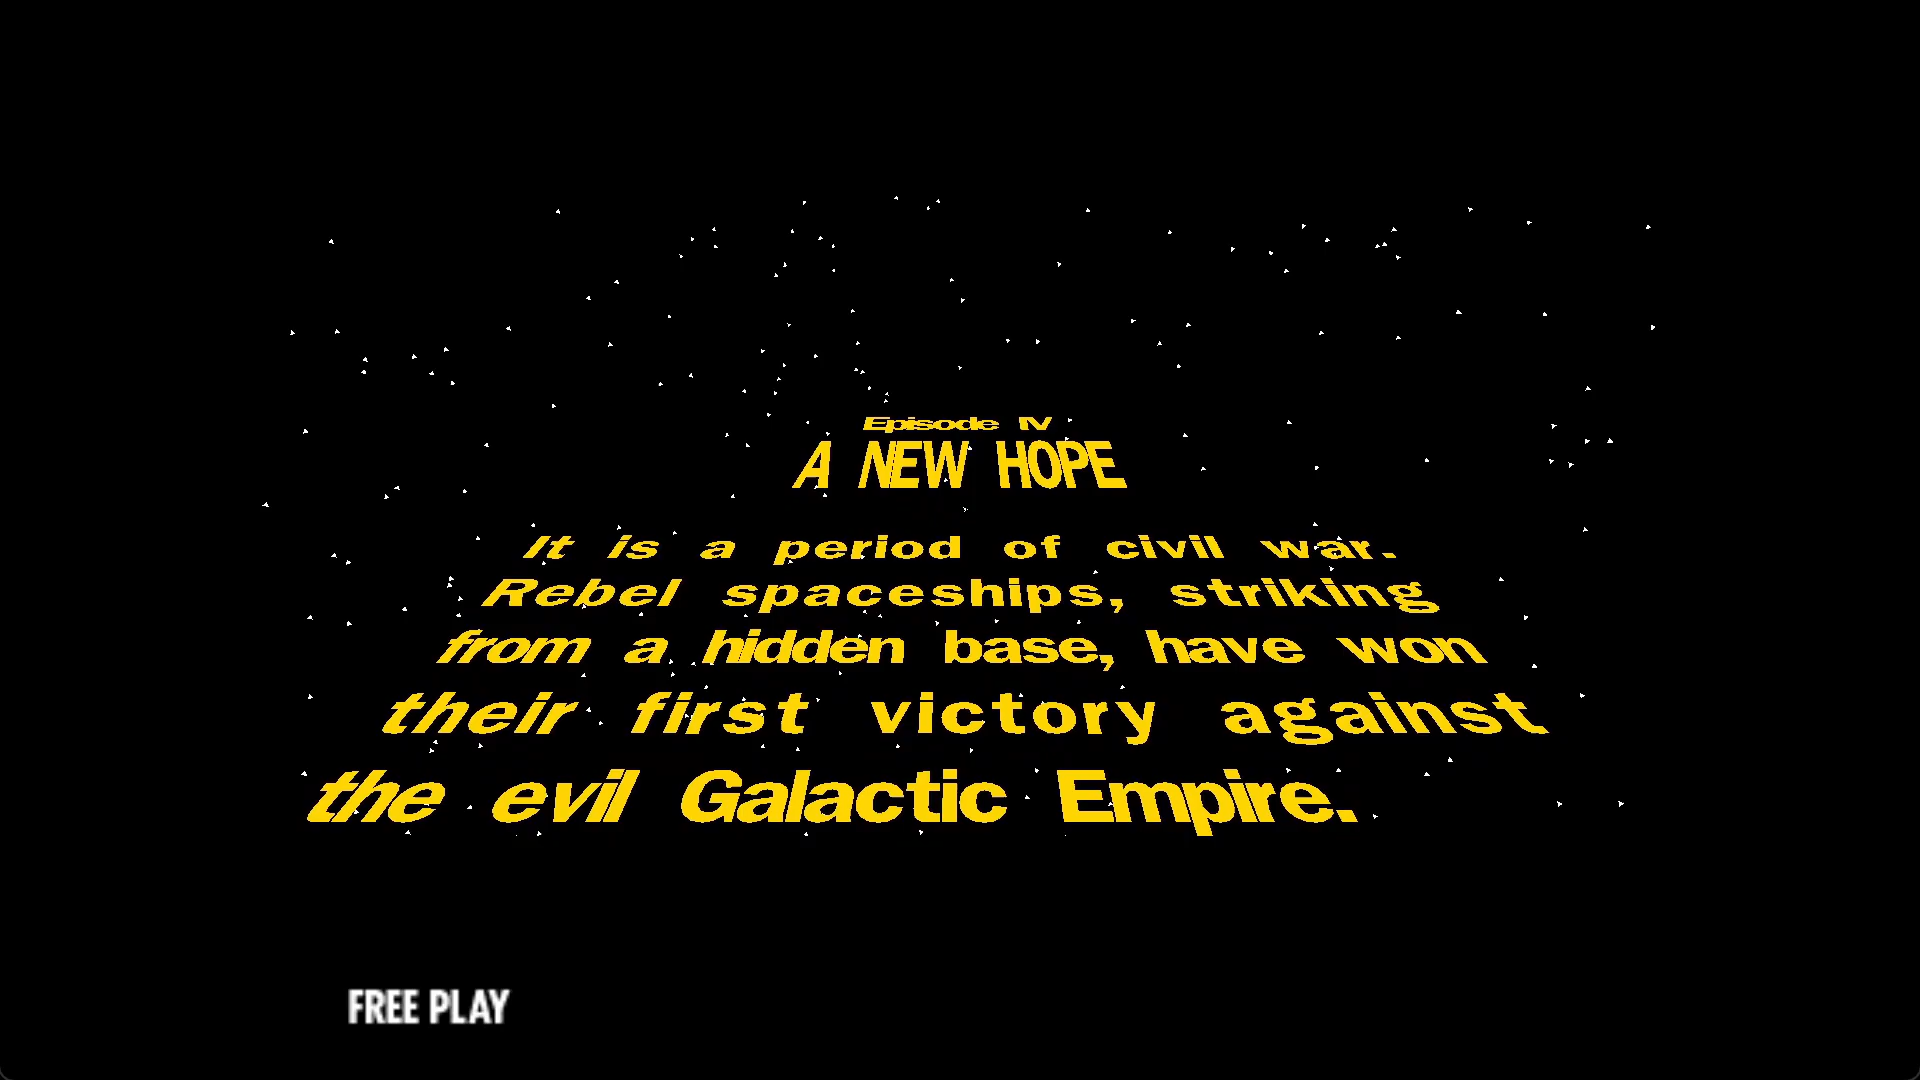 Episode IV
A NEW HOPE
It is a period of civil war.
Rebel spaceships, striking
from a hidden base, have won
their first victory against
the evil Galactic Empire.
FREE PLAY